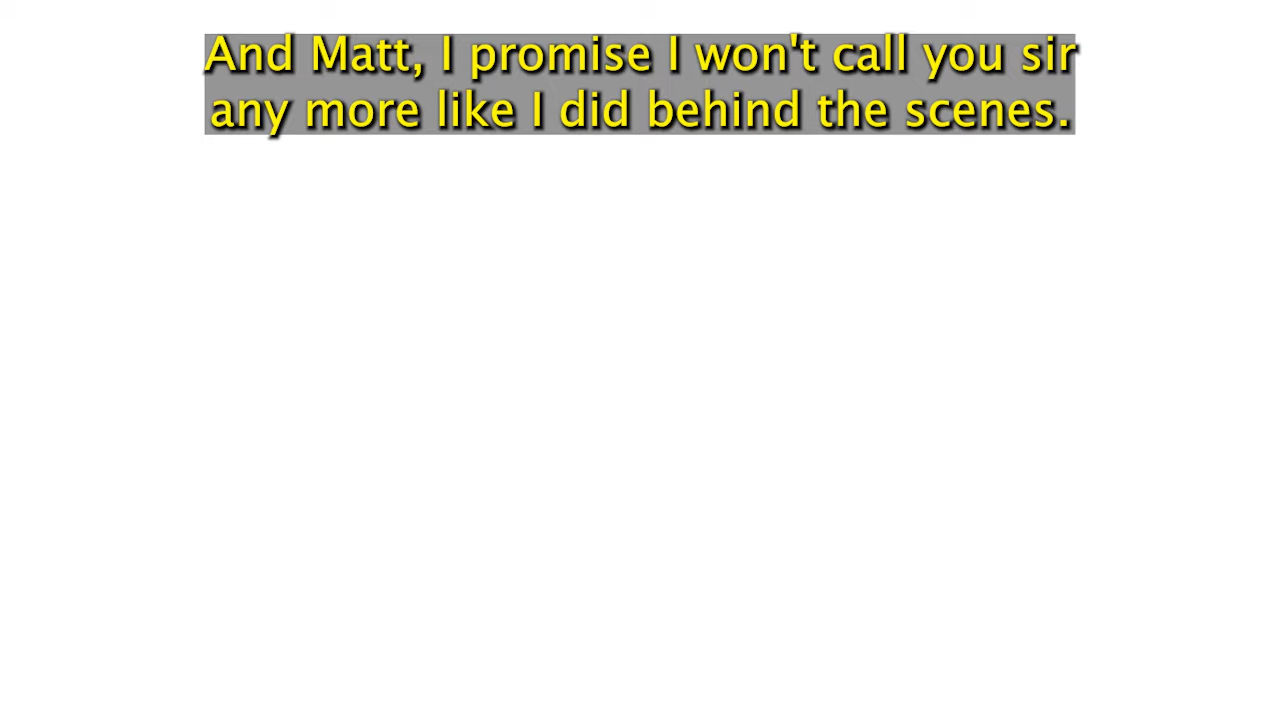 And Matt, I promise I won't call you sir
any more like I did behind the scenes.